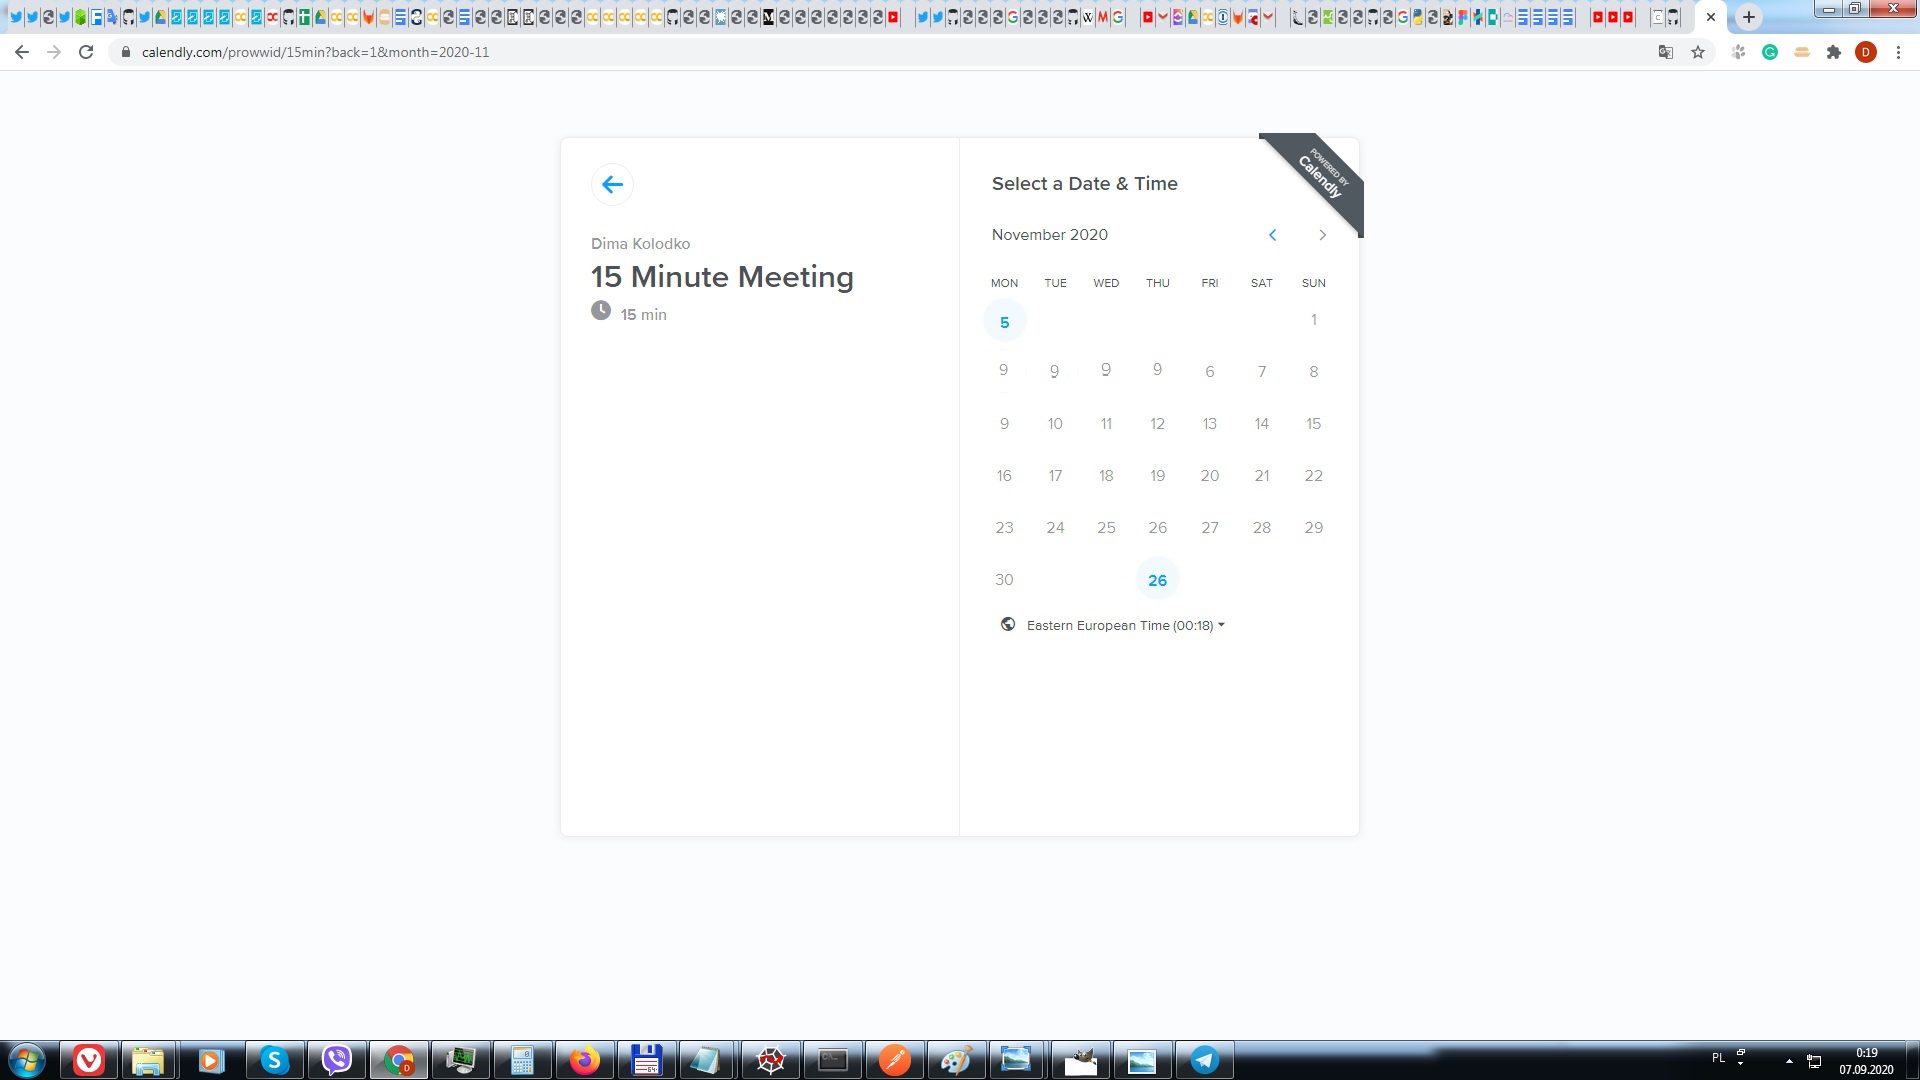 calendly.com/prowwid/15min?back=1&month=2020-11
D
POWERED BY
Calendly
Dima Kolodko
15 Minute Meeting
15 min
Select a Date & Time
November 2020
MON TUE WED THU FRI SAT SUN
5 1
9 9 9 9 6 7 8
9 10 11 12 13 14 15
16 17 18 19 20 21 22
23 24 25 26 27 28 29
30 26
Eastern European Time (00:18)
PL
0:19
07.09.2020